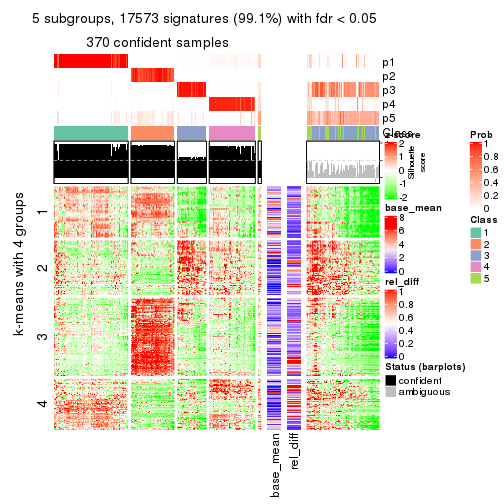 5 subgroups, 17573 signatures (99.1%) with fdr < 0.05
370 confident samples
p1
p2
p3
p4
p5
Class
Silhouette
score
k-means with 4 groups
1
2
3
4
base_mean
rel_diff
z-score
2
1
0
-1
-2
base_mean
8
6
4
2
0
rel_diff
1
0.8
0.6
0.4
0.2
0
Status (barplots)
confident
ambiguous
Prob
1
0.8
0.6
0.4
0.2
0
Class
1
2
3
4
5